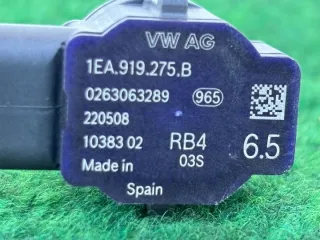 VW AG
1EA.919.275.B
0263063289 965
220508
10383 02 RB4 6.5
Made in 03S
Spain